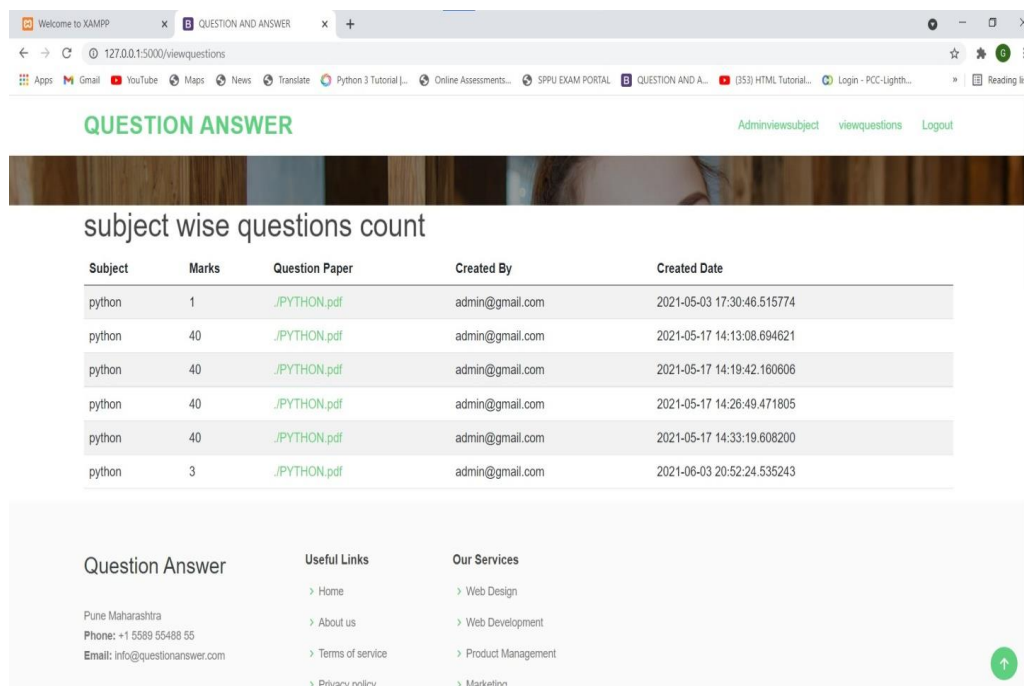 Welcome to XAMPP x B QUESTION AND ANSWER x +
127.0.0.1:5000/viewquestions G
Apps Gmail YouTube Maps News Translate Python 3 Tutorial |... Online Assessments... SPPU EXAM PORTAL B QUESTION AND A... (353) HTML Tutorial... Login - PCC-Lighth... » Reading lis
QUESTION ANSWER Adminviewsubject viewquestions Logout
subject wise questions count
Subject Marks Question Paper Created By Created Date
python 1 ./PYTHON.pdf admin@gmail.com 2021-05-03 17:30:46.515774
python 40 ./PYTHON.pdf admin@gmail.com 2021-05-17 14:13:08.694621
python 40 ./PYTHON.pdf admin@gmail.com 2021-05-17 14:19:42.160606
python 40 ./PYTHON.pdf admin@gmail.com 2021-05-17 14:26:49.471805
python 40 ./PYTHON.pdf admin@gmail.com 2021-05-17 14:33:19.608200
python 3 ./PYTHON.pdf admin@gmail.com 2021-06-03 20:52:24.535243
Question Answer
Pune Maharashtra
Phone: +1 5589 55488 55
Email: info@questionanswer.com
Useful Links
> Home
> About us
> Terms of service
> Privacy policy
Our Services
> Web Design
> Web Development
> Product Management
> Marketing